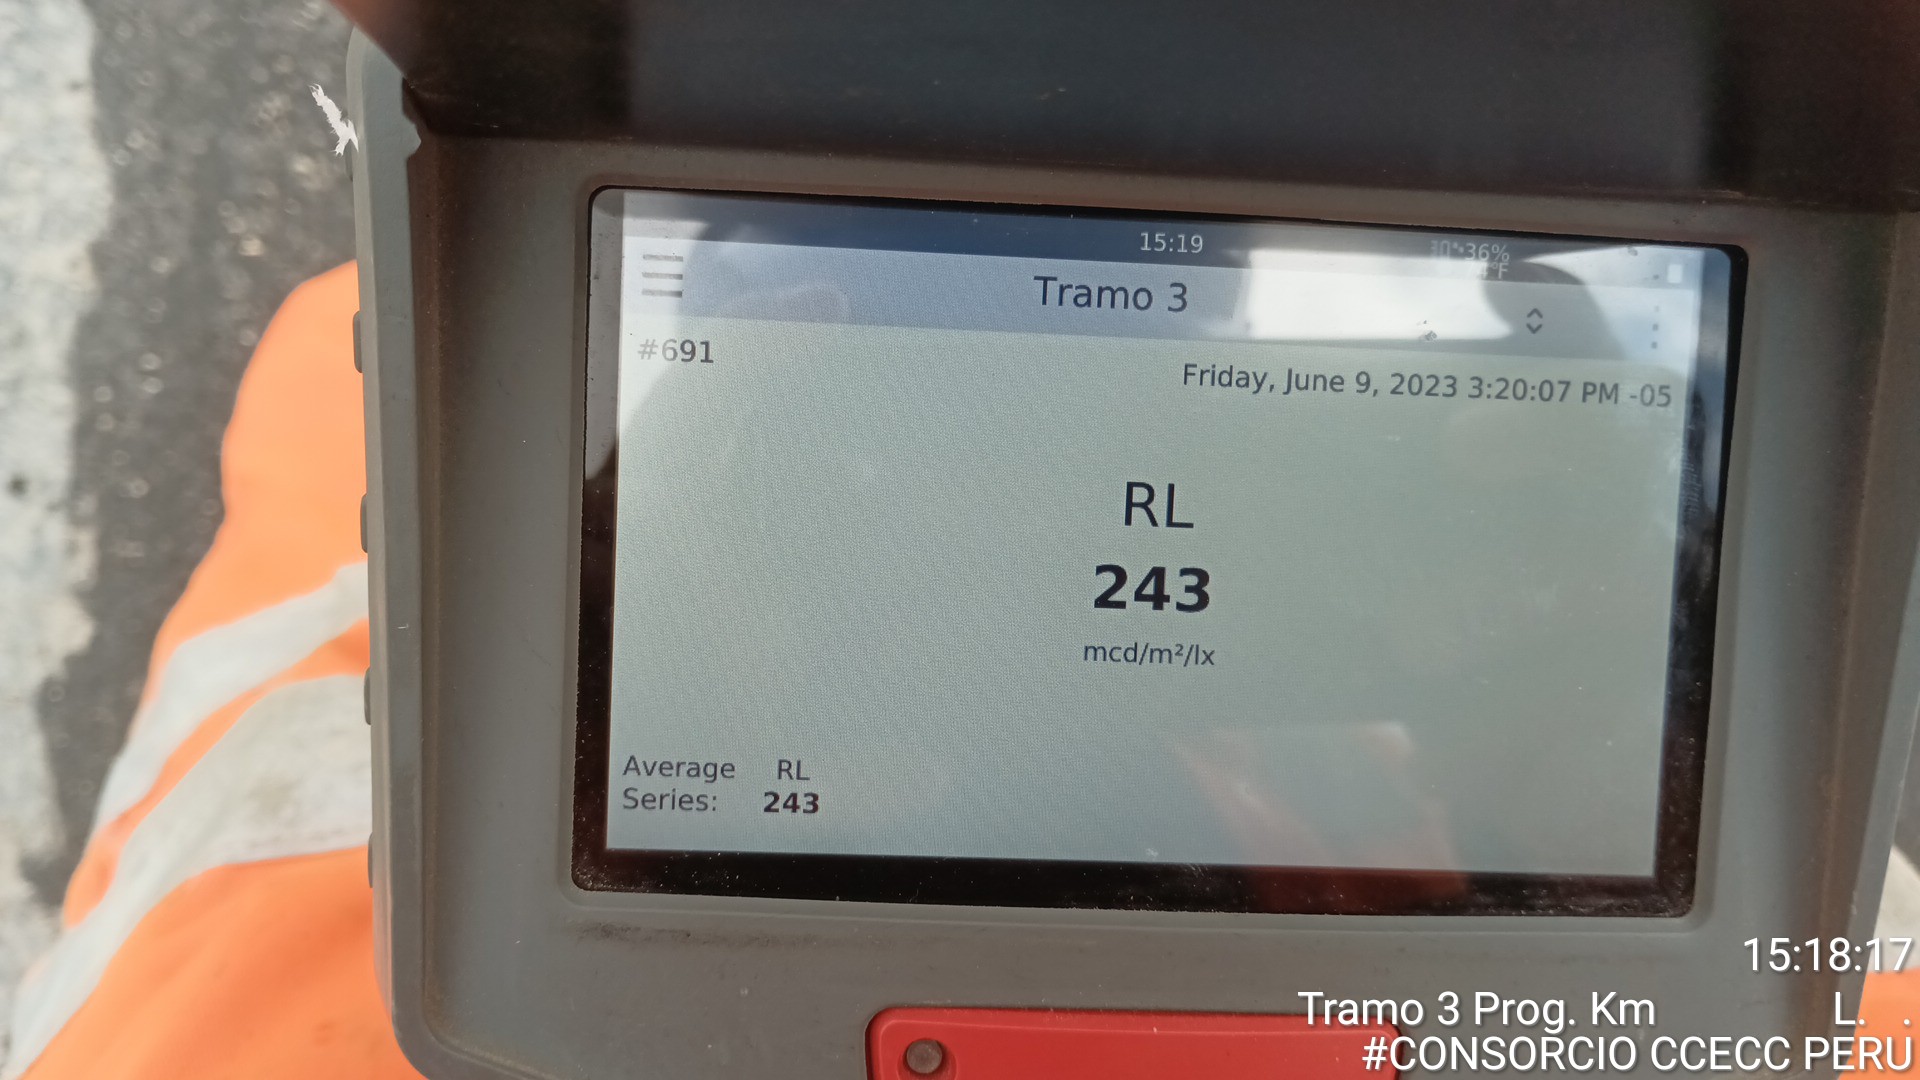 15:19
36%
Tramo 3
#691
Friday, June 9, 2023 3:20:07 PM -05
RL
243
mcd/m²/lx
Average RL
Series: 243
15:18:17
Tramo 3 Prog. Km L. .
#CONSORCIO CCECC PERU